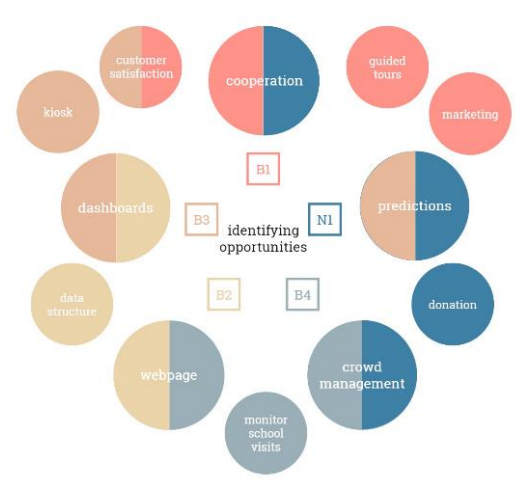 customer
satisfaction
cooperation
guided
tours
kiosk
marketing
B1
dashboards
predictions
B3
N1
identifying
opportunities
B2
B4
data
structure
donation
webpage
crowd
management
monitor
school
visits